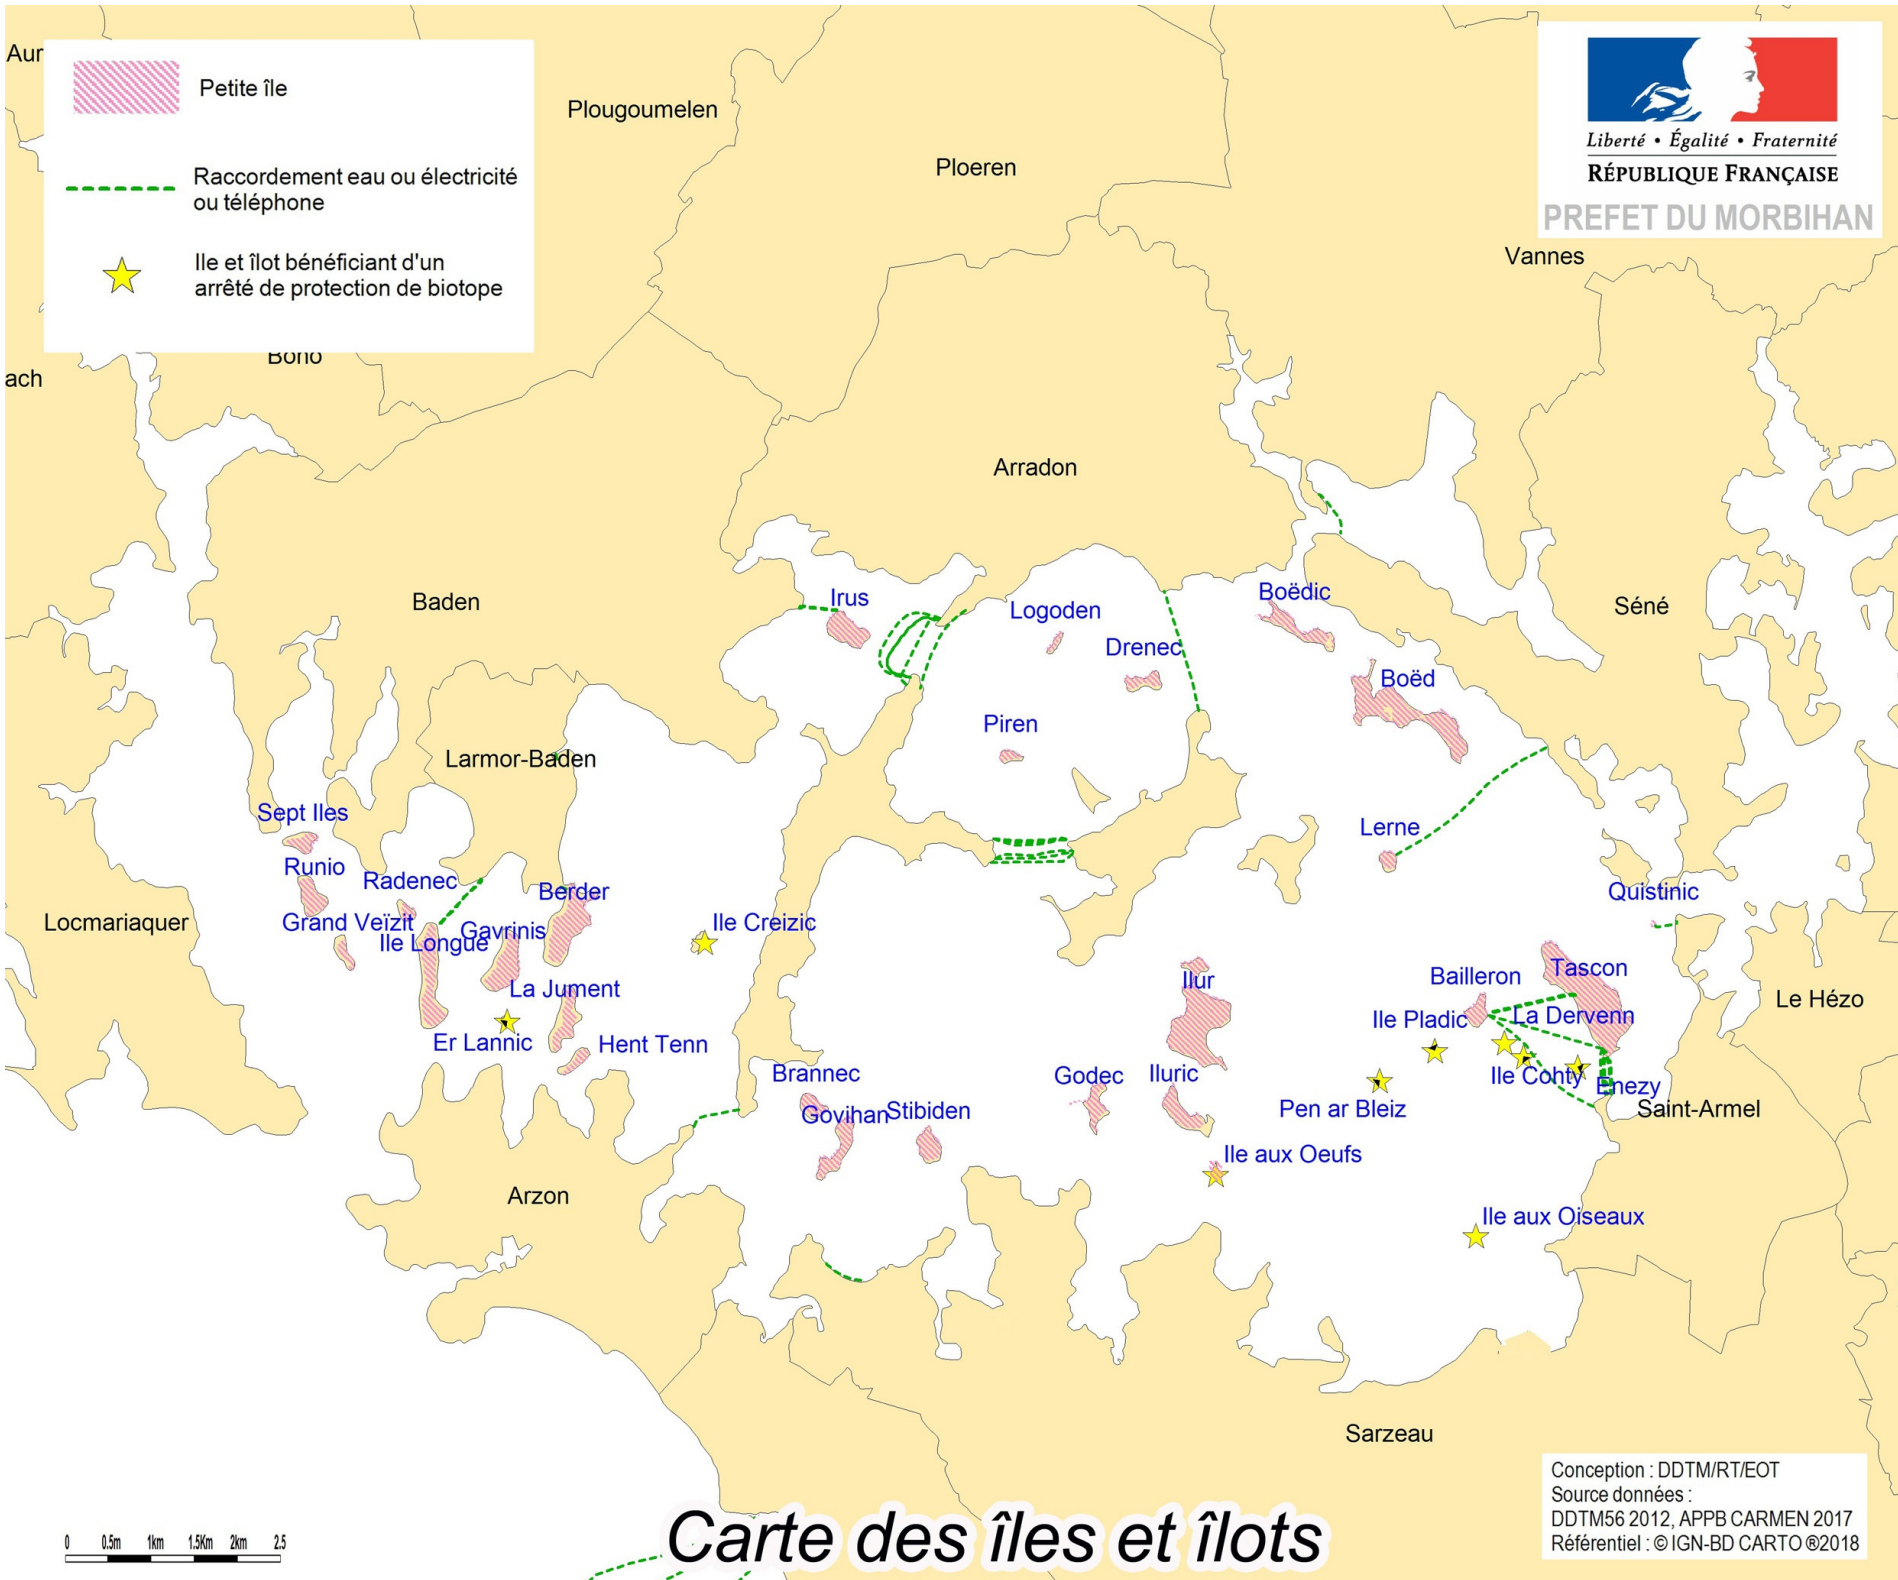 Aur
Petite île
Raccordement eau ou électricité
ou téléphone
Ile et îlot bénéficiant d'un
arrêté de protection de biotope
Bono
ach
Plougoumelen
Ploeren
Liberté • Égalité • Fraternité
RÉPUBLIQUE FRANÇAISE
PREFET DU MORBIHAN
Vannes
Arradon
Baden
Irus
Logoden
Drenec
Boëdic
Séné
Boëd
Piren
Larmor-Baden
Sept Iles
Lerne
Runio
Radenec
Berder
Quistinic
Locmariaquer
Grand Veïzit
Ile Longue
Gavrinis
Ile Creizic
Ilur
Bailleron
Tascon
La Jument
Le Hézo
Ile Pladic
La Dervenn
Er Lannic
Hent Tenn
Brannec
Godec
Iluric
Ile Cohty
Enezy
Govihan
Stibiden
Pen ar Bleiz
Saint-Armel
Ile aux Oeufs
Arzon
Ile aux Oiseaux
Sarzeau
Conception : DDTM/RT/EOT
Source données :
DDTM56 2012, APPB CARMEN 2017
Référentiel : © IGN-BD CARTO ®2018
0 0.5m 1km 1.5Km 2km 2.5
Carte des îles et îlots